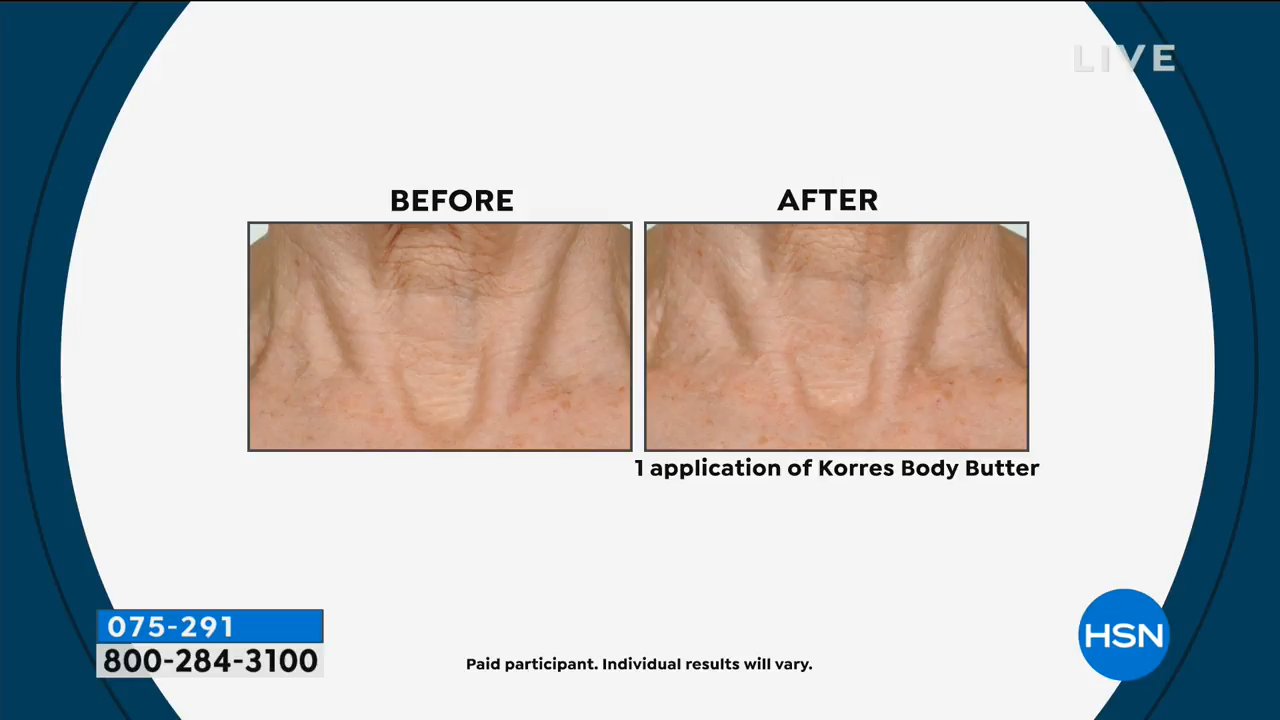 LIVE
BEFORE
AFTER
1 application of Korres Body Butter
075-291
800-284-3100
Paid participant. Individual results will vary.
HSN